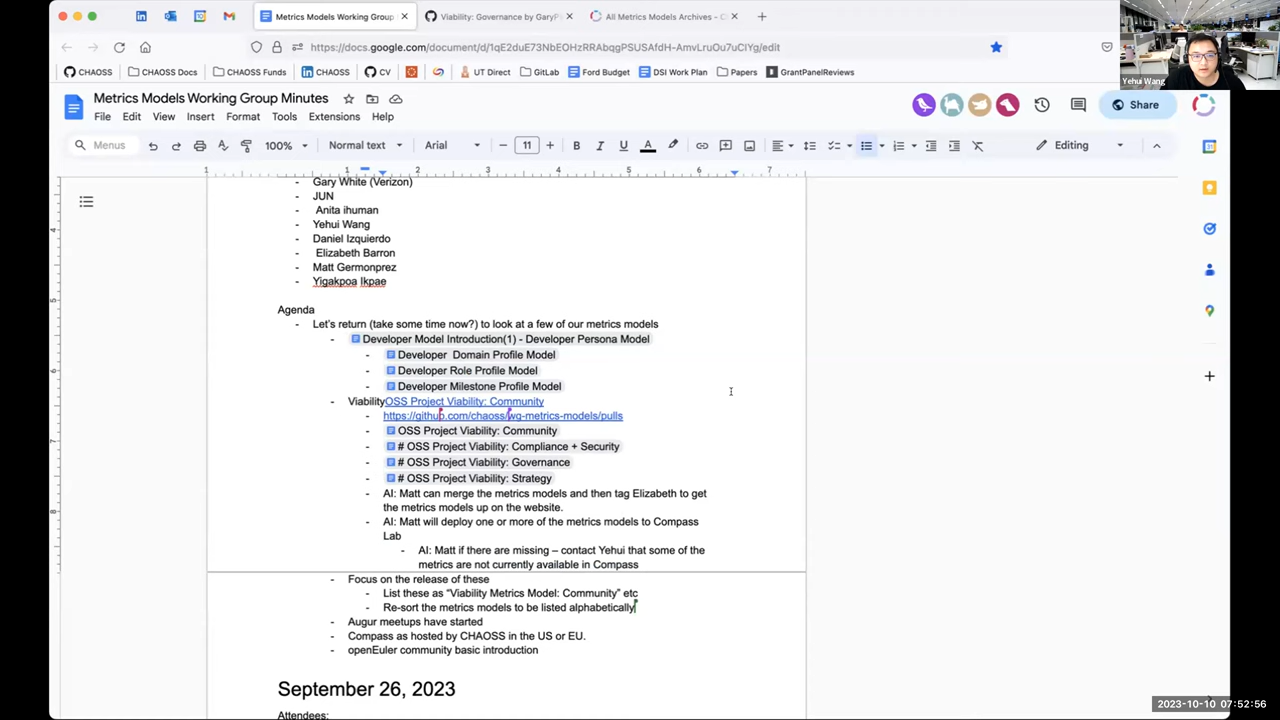 Metrics Models Working Group
Viability: Governance by GaryP
All Metrics Models Archives - C
https://docs.google.com/document/d/1qE2duE73NbEOHzRRAbqgPSUSAfdH-AmvLruOu7uCIYg/edit
CHAOSS
CHAOSS Docs
CHAOSS Funds
CHAOSS
CV
UT Direct
GitLab
Ford Budget
DSI Work Plan
Papers
GrantPanelReviews
Yehui Wang
Metrics Models Working Group Minutes
Share
File Edit View Insert Format Tools Extensions Help
Menus 100% Normal text Arial 11 B I U A Editing
1 1 2 3 4 5 6 7
Gary White (Verizon)
- JUN
- Anita ihuman
- Yehui Wang
- Daniel Izquierdo
- Elizabeth Barron
- Matt Germonprez
- Yigakpoa Ikpae
Agenda
- Let's return (take some time now?) to look at a few of our metrics models
- Developer Model Introduction(1) - Developer Persona Model
- Developer Domain Profile Model
- Developer Role Profile Model
- Developer Milestone Profile Model
- ViabilityOSS Project Viability: Community
- https://github.com/chaoss/wg-metrics-models/pulls
- OSS Project Viability: Community
- # OSS Project Viability: Compliance + Security
- # OSS Project Viability: Governance
- # OSS Project Viability: Strategy
- AI: Matt can merge the metrics models and then tag Elizabeth to get
the metrics models up on the website.
- AI: Matt will deploy one or more of the metrics models to Compass
Lab
- AI: Matt if there are missing – contact Yehui that some of the
metrics are not currently available in Compass
- Focus on the release of these
- List these as “Viability Metrics Model: Community” etc
- Re-sort the metrics models to be listed alphabetically
- Augur meetups have started
- Compass as hosted by CHAOSS in the US or EU.
- openEuler community basic introduction
September 26, 2023
Attendees:
2023-10-10 07:52:56